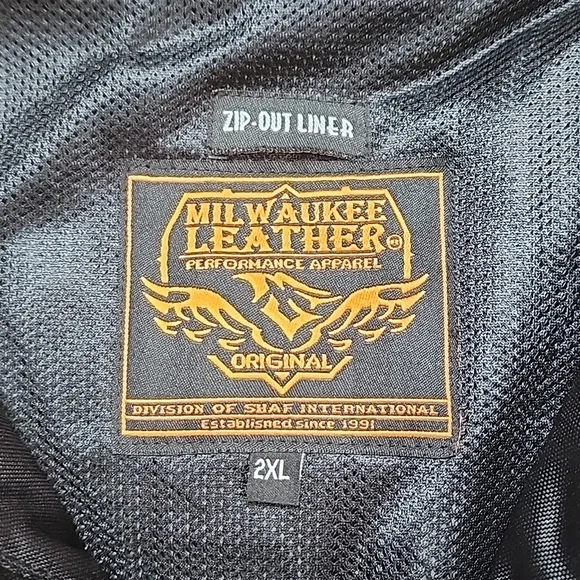 ZIP-OUT LINER
MILWAUKEE
LEATHER
PERFORMANCE APPAREL
ORIGINAL
DIVISION OF SHAF INTERNATIONAL
Established since 1991
2XL